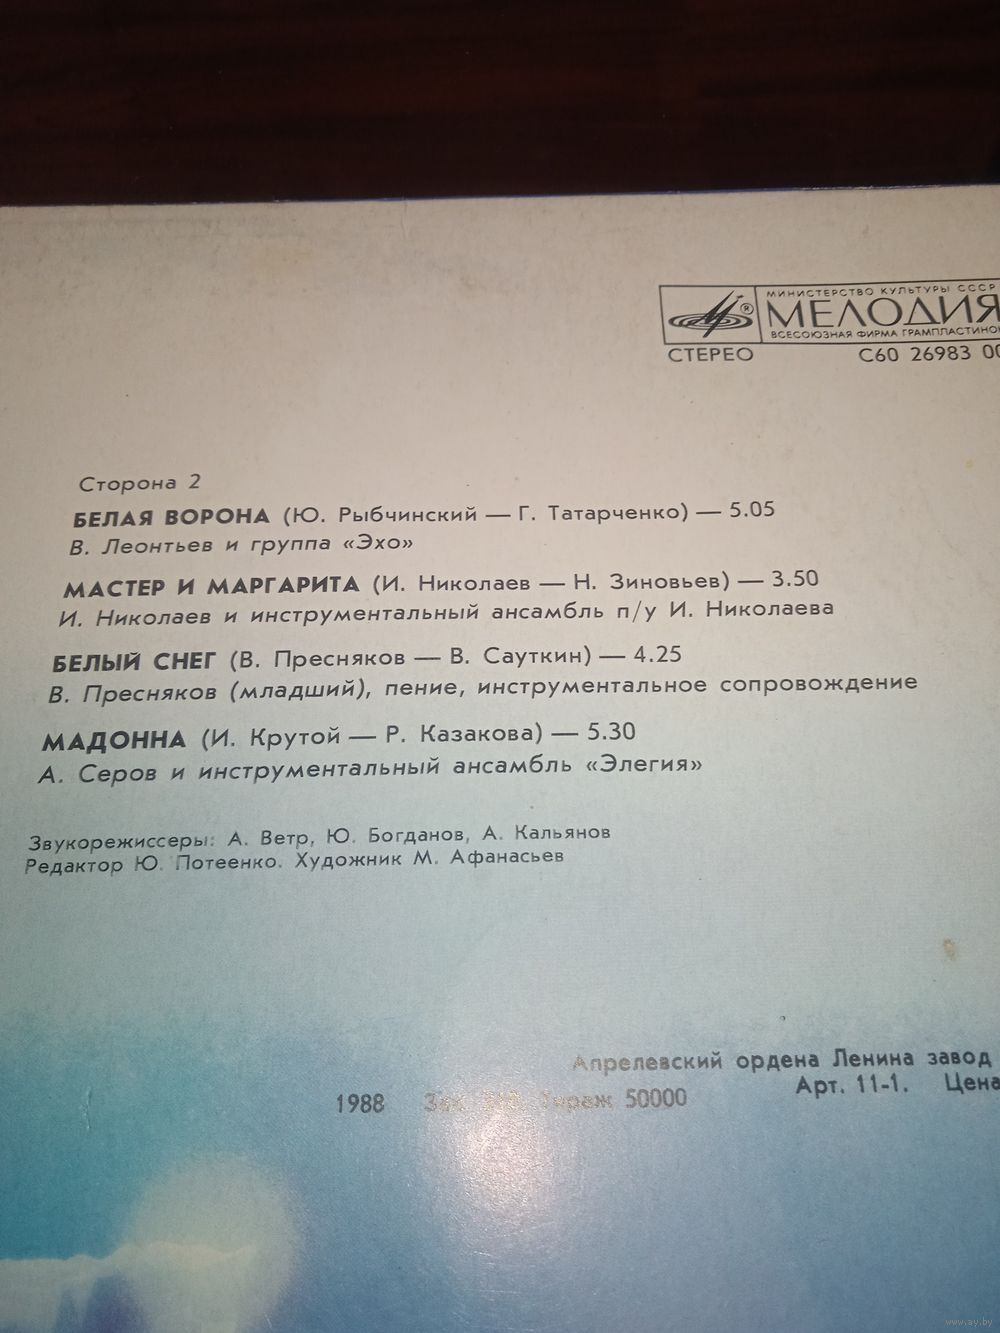 МИНИСТЕРСТВО КУЛЬТУРЫ СССР
МЕЛОДИЯ
ВСЕСОЮЗНАЯ ФИРМА
СТЕРЕО С60 26983
Сторона 2
БЕЛАЯ ВОРОНА (Ю. Рыбчинский — Г. Татарченко) — 5.05
В. Леонтьев и группа «Эхо»
МАСТЕР И МАРГАРИТА (И. Николаев — Н. Зиновьев) — 3.50
И. Николаев и инструментальный ансамбль п/у И. Николаева
БЕЛЫЙ СНЕГ (В. Пресняков — В. Сауткин) — 4.25
В. Пресняков (младший), пение, инструментальное сопровождение
МАДОННА (И. Крутой — Р. Казакова) — 5.30
А. Серов и инструментальный ансамбль «Элегия»
Звукорежиссеры: А. Ветр, Ю. Богданов, А. Кальянов
Редактор Ю. Потеенко. Художник М. Афанасьев
Апрелевский ордена Ленина завод
Арт. 11-1. Цена
1988 Тираж 50000
www.ay.by